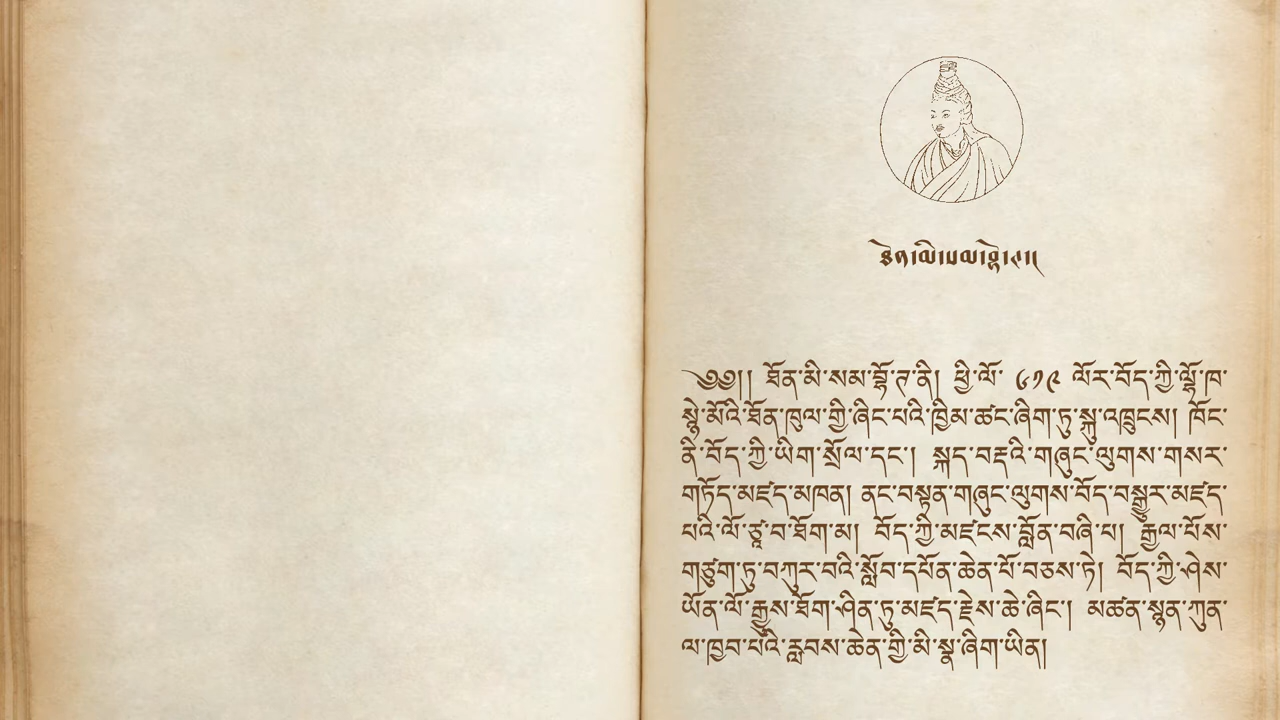 ༄༅།། ཐོན་མི་སམ་བྷོ་ཊ་ནི། ཕྱི་ལོ་ ༦༡༩ ལོར་བོད་ཀྱི་ལྷོ་ཁ་
སྙེ་མོའི་ཐོན་ཁུལ་གྱི་ཞིང་པའི་ཁྱིམ་ཚང་ཞིག་ཏུ་སྐུ་འཁྲུངས། ཁོང་
ནི་བོད་ཀྱི་ཡིག་སྲོལ་དང་། སྐད་བརྡའི་གཞུང་ལུགས་གསར་
གཏོད་མཛད་མཁན། ནང་བསྟན་གཞུང་ལུགས་བོད་བསྒྱུར་མཛད་
པའི་ལོ་ཙཱ་བ་ཐོག་མ། བོད་ཀྱི་མཛངས་བློན་བཞི་པ། རྒྱལ་པོས་
གཙུག་ཏུ་བཀུར་བའི་སློབ་དཔོན་ཆེན་པོ་བཅས་ཏེ། བོད་ཀྱི་ཤེས་
ཡོན་ལོ་རྒྱུས་ཐོག་ཤིན་ཏུ་མཛད་རྗེས་ཆེ་ཞིང་། མཚན་སྙན་ཀུན་
ལ་ཁྱབ་པའི་རླབས་ཆེན་གྱི་མི་སྣ་ཞིག་ཡིན།